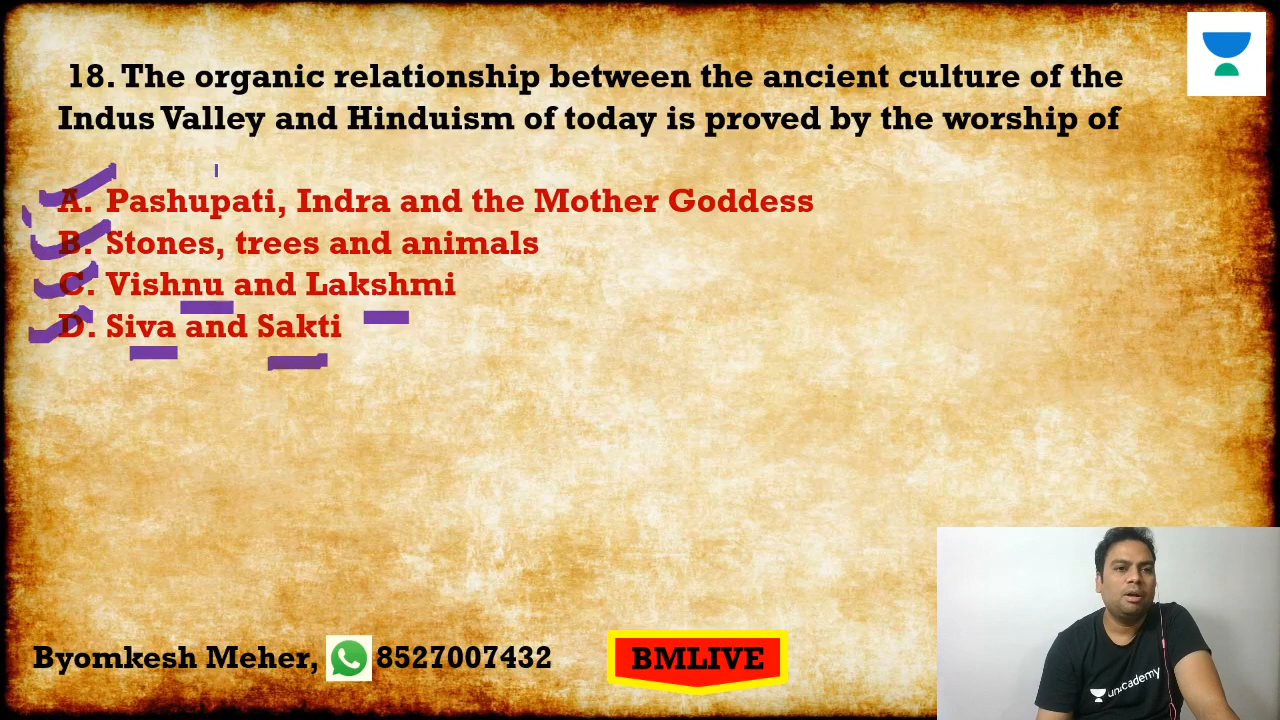 18. The organic relationship between the ancient culture of the
Indus Valley and Hinduism of today is proved by the worship of
A. Pashupati, Indra and the Mother Goddess
B. Stones, trees and animals
C. Vishnu and Lakshmi
D. Siva and Sakti
Byomkesh Meher, 8527007432
BMLIVE
unacademy